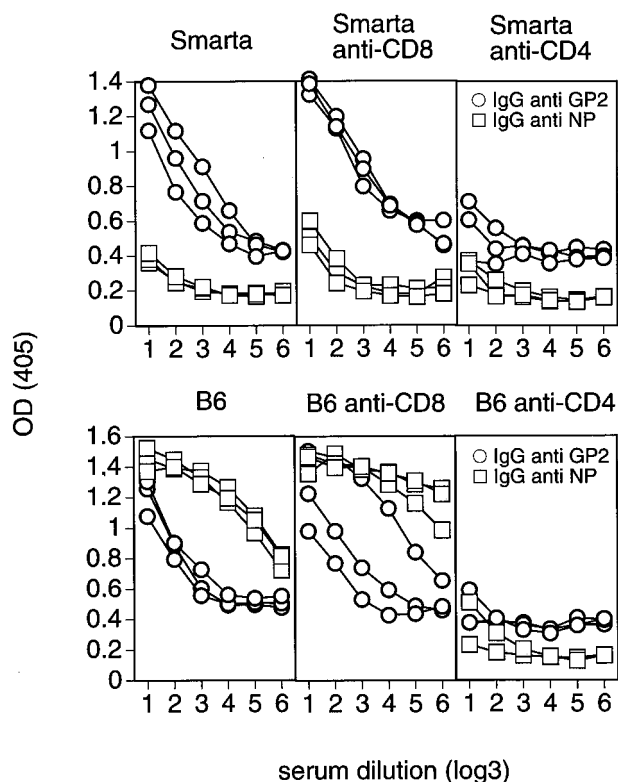 Smarta
Smarta
anti-CD8
Smarta
anti-CD4
1.4
1.2
1
0.8
0.6
0.4
0.2
0
IgG anti GP2
IgG anti NP
1 2 3 4 5 6
1 2 3 4 5 6
1 2 3 4 5 6
OD (405)
B6
B6 anti-CD8
B6 anti-CD4
1.6
1.4
1.2
1
0.8
0.6
0.4
0.2
0
IgG anti GP2
IgG anti NP
1 2 3 4 5 6
1 2 3 4 5 6
1 2 3 4 5 6
serum dilution (log3)